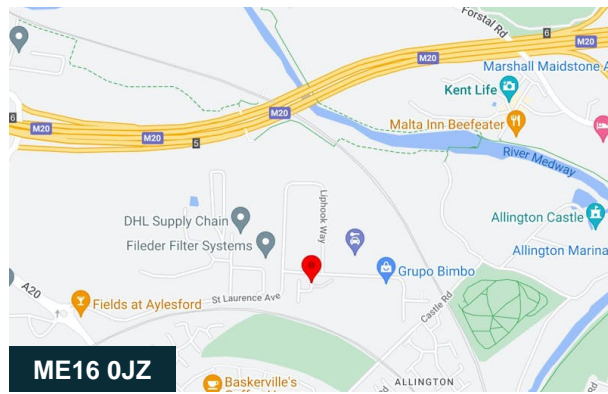 Forstal Rd
6
M20
M20
Marshall Maidstone A
Kent Life
6
M20
M20
M20
5
Malta Inn Beefeater
River Medway
Liphook Way
DHL Supply Chain
Fileder Filter Systems
Allington Castle
Allington Marina
Grupo Bimbo
A20
Fields at Aylesford
St Laurence Ave
Castle Rd
ME16 0JZ
Baskerville's
ALLINGTON